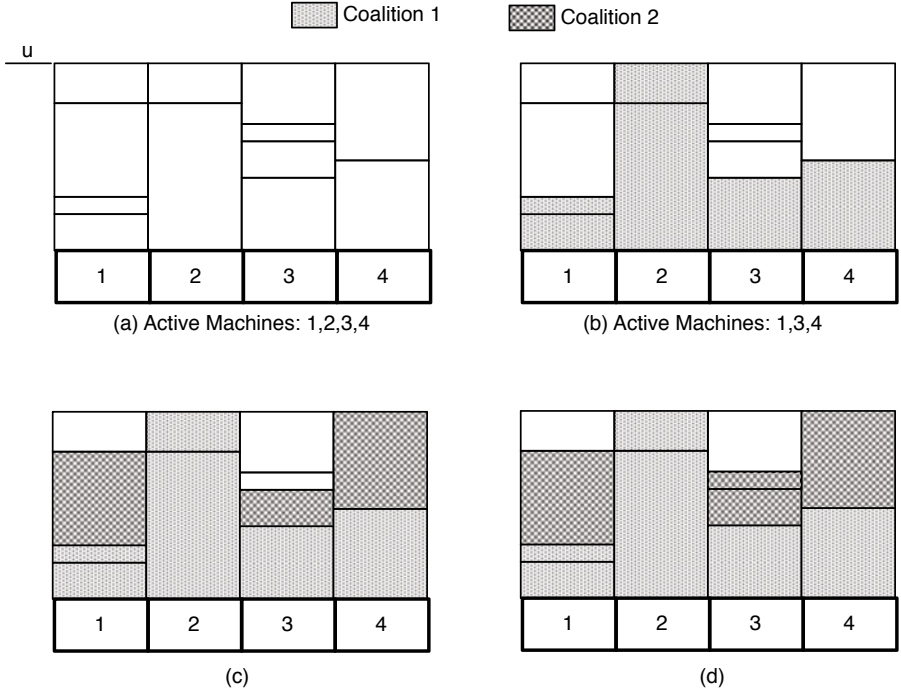 Coalition 1
Coalition 2
u
1 2 3 4
1 2 3 4
(a) Active Machines: 1,2,3,4
(b) Active Machines: 1,3,4
1 2 3 4
1 2 3 4
(c)
(d)